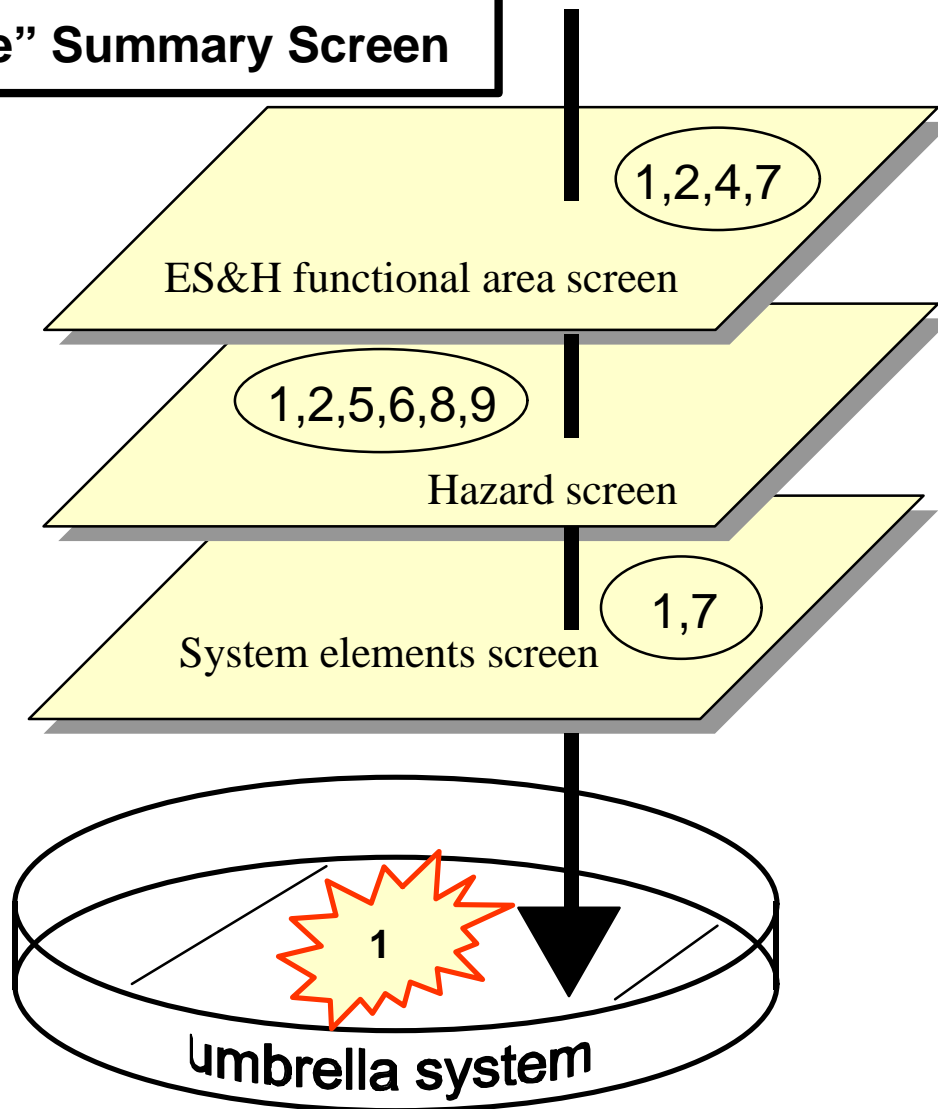 e” Summary Screen
1,2,4,7
ES&H functional area screen
1,2,5,6,8,9
Hazard screen
1,7
System elements screen
1
umbrella system